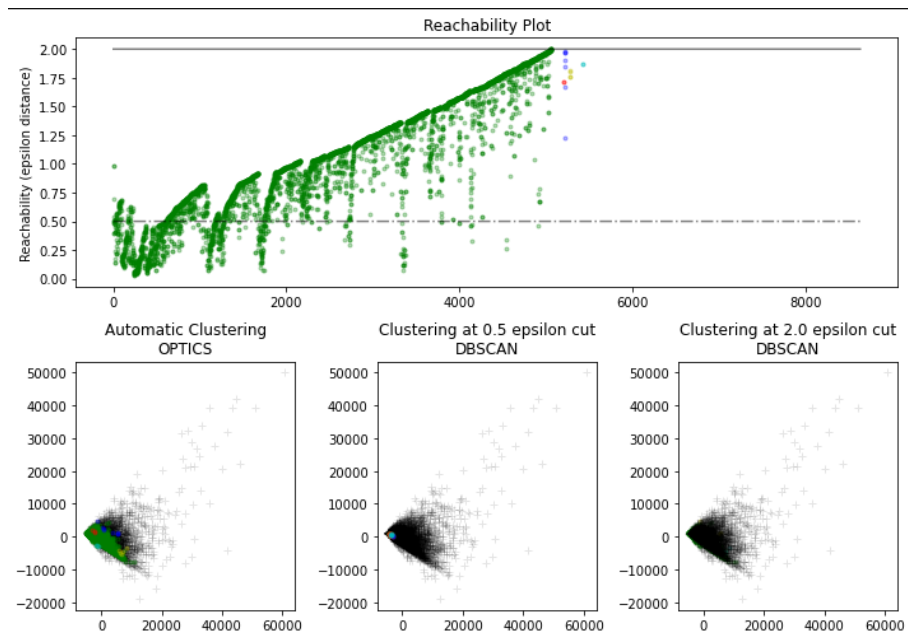 Reachability Plot
Reachability (epsilon distance)
2.00
1.75
1.50
1.25
1.00
0.75
0.50
0.25
0.00
0 2000 4000 6000 8000
Automatic Clustering
OPTICS
50000
40000
30000
20000
10000
0
−10000
−20000
0 20000 40000 60000
Clustering at 0.5 epsilon cut
DBSCAN
50000
40000
30000
20000
10000
0
−10000
−20000
0 20000 40000 60000
Clustering at 2.0 epsilon cut
DBSCAN
50000
40000
30000
20000
10000
0
−10000
−20000
0 20000 40000 60000